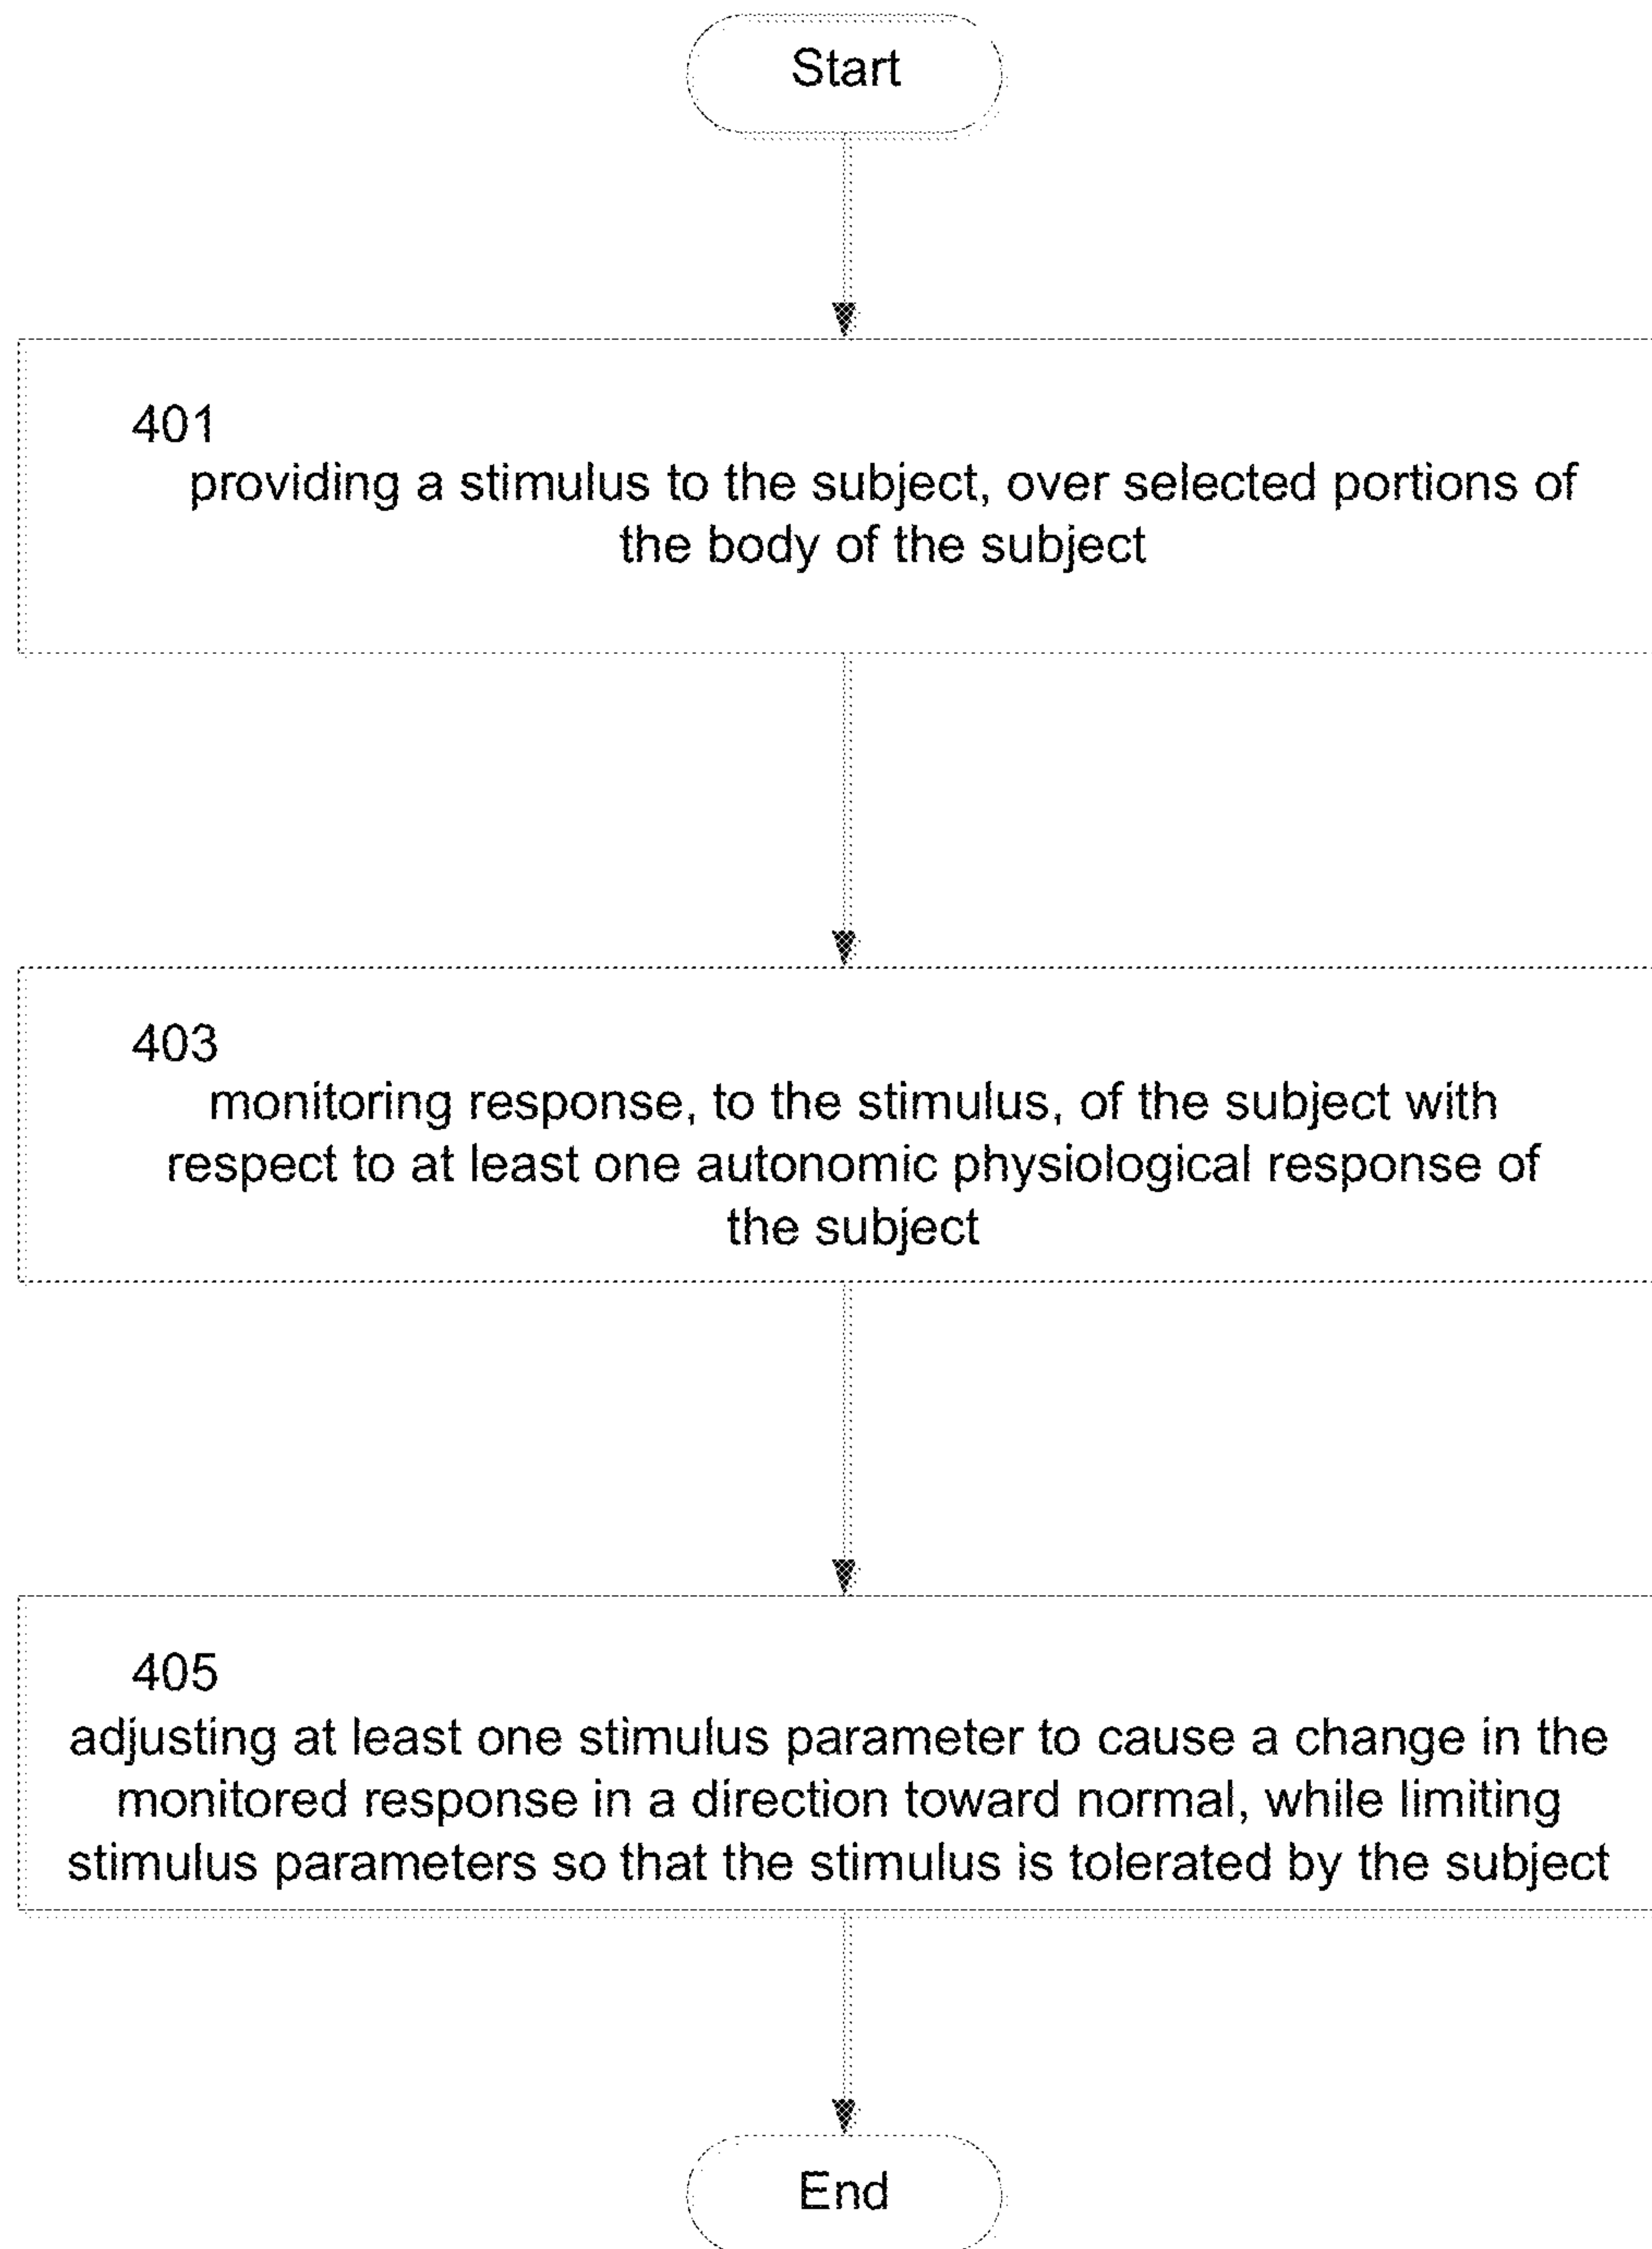 Start
401
providing a stimulus to the subject, over selected portions of
the body of the subject
403
monitoring response, to the stimulus, of the subject with
respect to at least one autonomic physiological response of
the subject
405
adjusting at least one stimulus parameter to cause a change in the
monitored response in a direction toward normal, while limiting
stimulus parameters so that the stimulus is tolerated by the subject
End